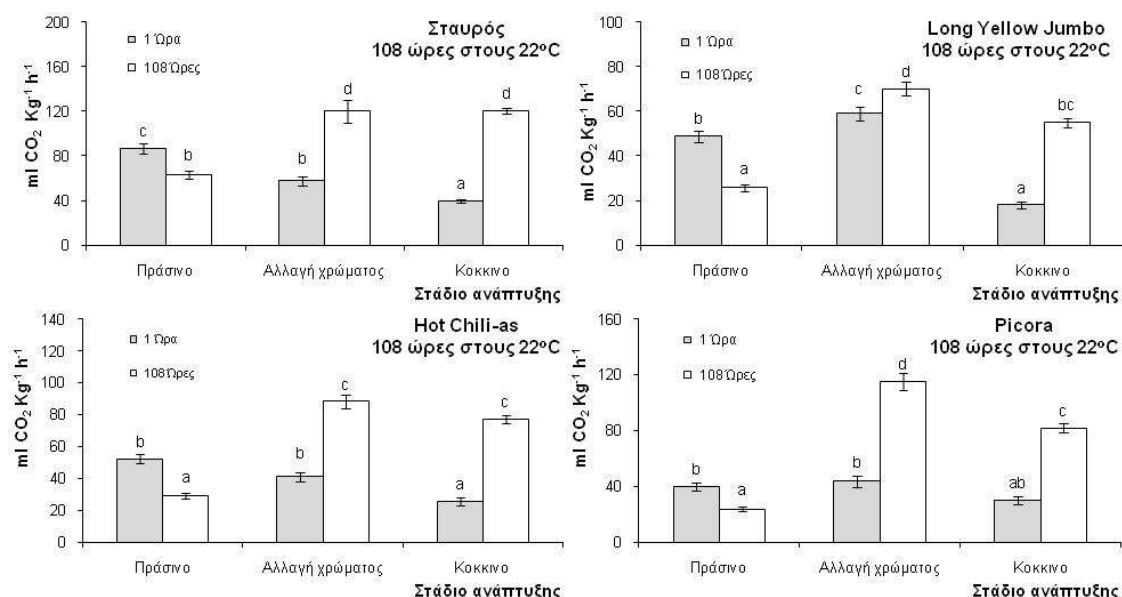 Σταυρός
108 ώρες στους 22°C
1 Ώρα
108 Ώρες
ml CO₂ Kg⁻¹ h⁻¹
200
160
120
80
40
0
c
b
b
d
a
d
Πράσινο
Αλλαγή χρώματος
Κοκκινο
Στάδιο ανάπτυξης
Long Yellow Jumbo
108 ώρες στους 22°C
1 Ώρα
108 Ώρες
ml CO₂ Kg⁻¹ h⁻¹
100
80
60
40
20
0
b
a
c
d
a
bc
Πράσινο
Αλλαγή χρώματος
Κοκκινο
Στάδιο ανάπτυξης
Hot Chili-as
108 ώρες στους 22°C
1 Ώρα
108 Ώρες
ml CO₂ Kg⁻¹ h⁻¹
140
120
100
80
60
40
20
0
b
a
b
c
a
c
Πράσινο
Αλλαγή χρώματος
Κοκκινο
Στάδιο ανάπτυξης
Picora
108 ώρες στους 22°C
1 Ώρα
108 Ώρες
ml CO₂ Kg⁻¹ h⁻¹
160
120
80
40
0
b
a
b
d
ab
c
Πράσινο
Αλλαγή χρώματος
Κοκκινο
Στάδιο ανάπτυξης